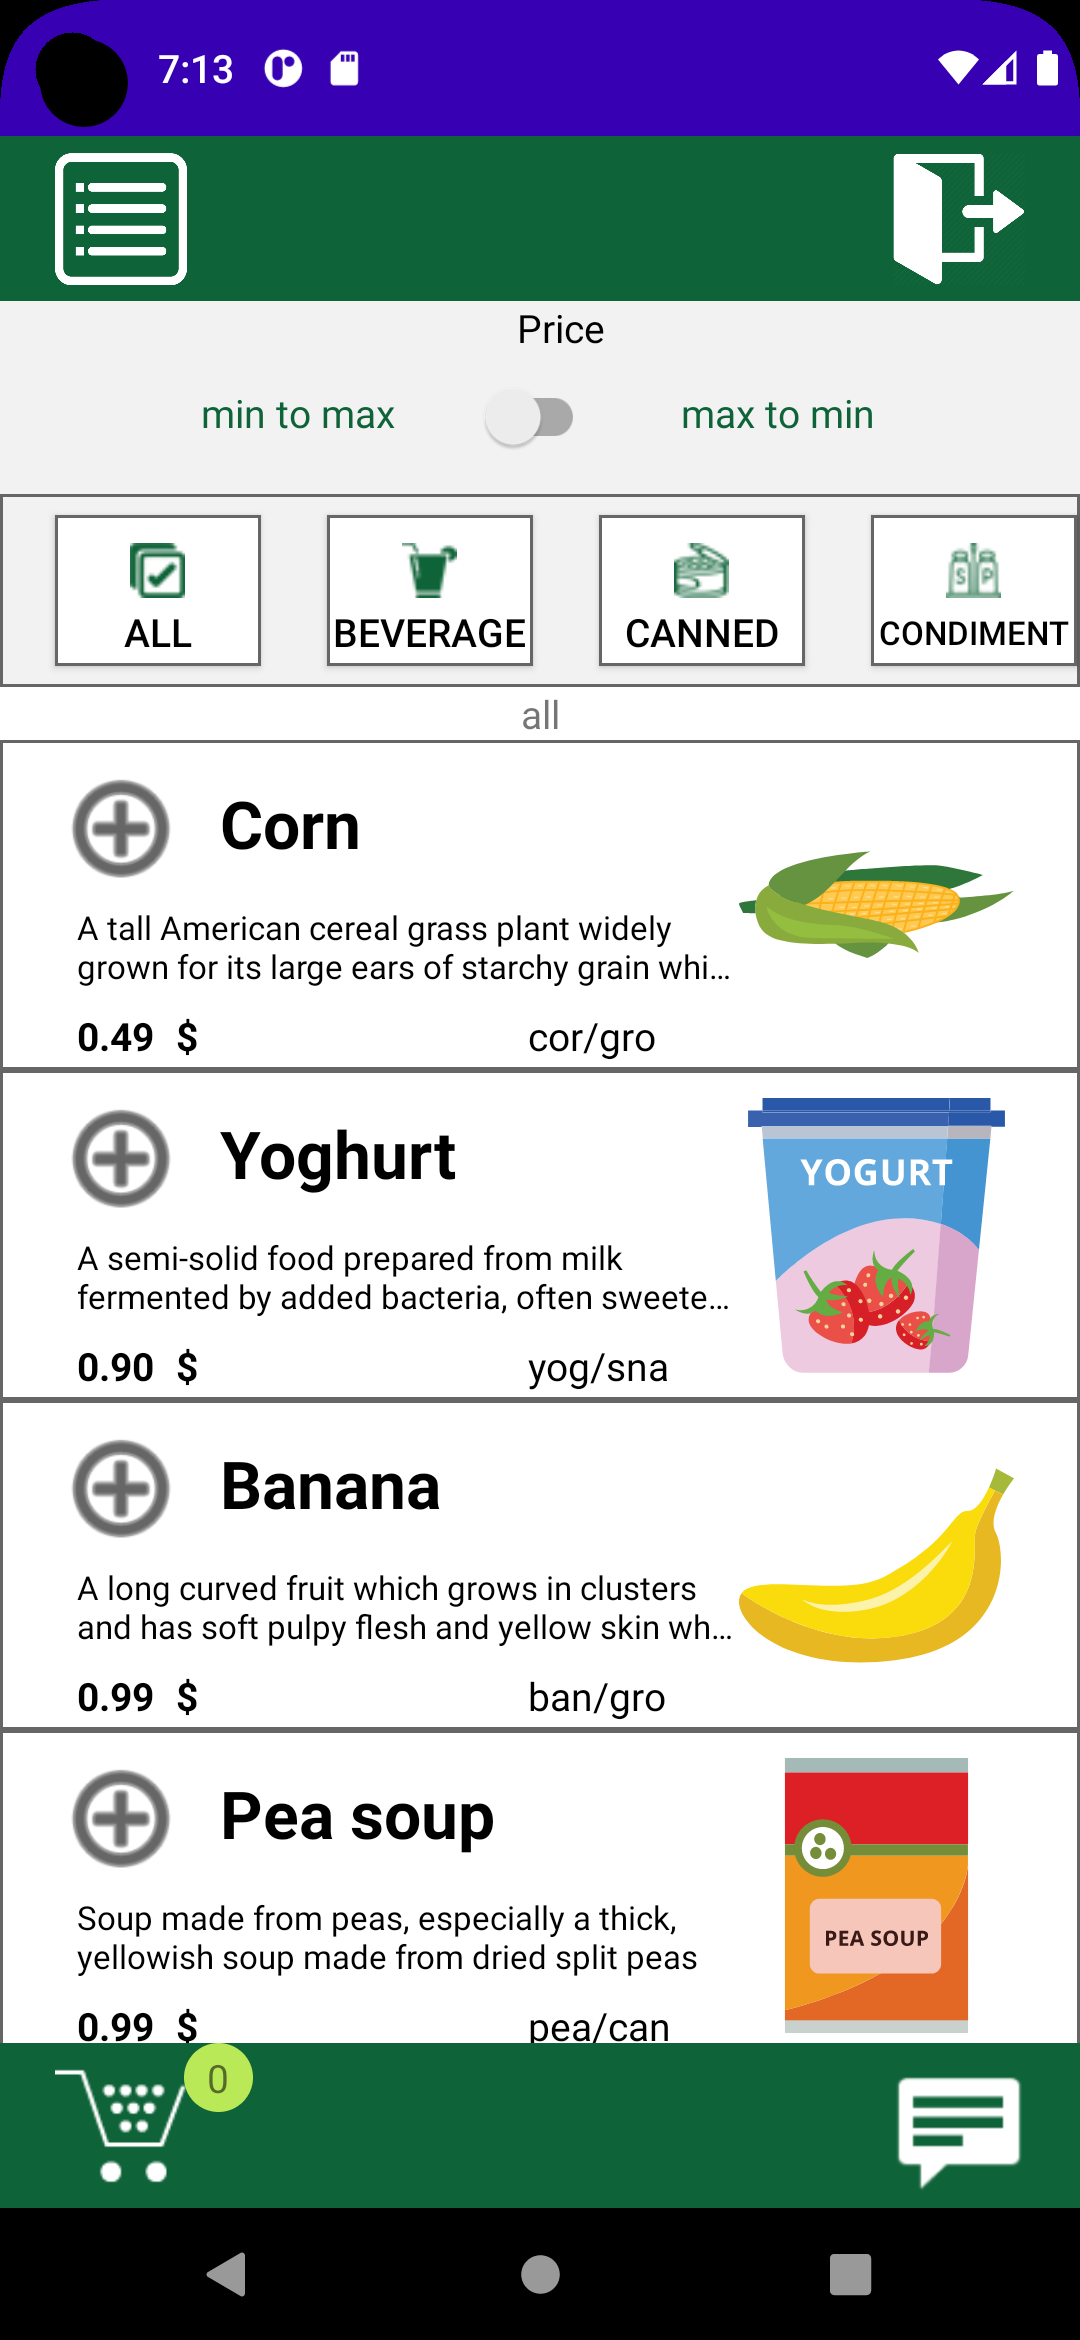 7:13
Price
min to max
max to min
ALL
BEVERAGE
CANNED
CONDIMENT
S P
all
Corn
A tall American cereal grass plant widely
grown for its large ears of starchy grain whi...
0.49 $
cor/gro
Yoghurt
YOGURT
A semi-solid food prepared from milk
fermented by added bacteria, often sweete...
0.90 $
yog/sna
Banana
A long curved fruit which grows in clusters
and has soft pulpy flesh and yellow skin wh...
0.99 $
ban/gro
Pea soup
Soup made from peas, especially a thick,
yellowish soup made from dried split peas
PEA SOUP
0.99 $
pea/can
0